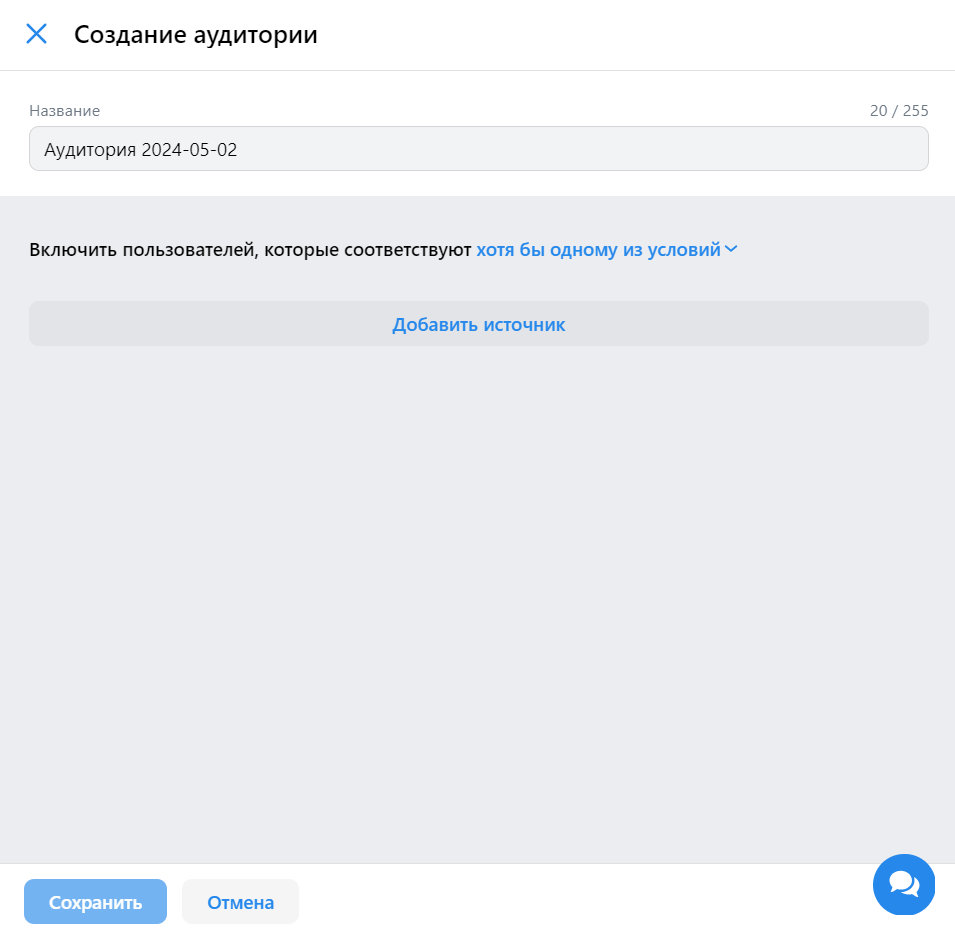 Создание аудитории
Название 20 / 255
Аудитория 2024-05-02
Включить пользователей, которые соответствуют хотя бы одному из условий
Добавить источник
Сохранить Отмена